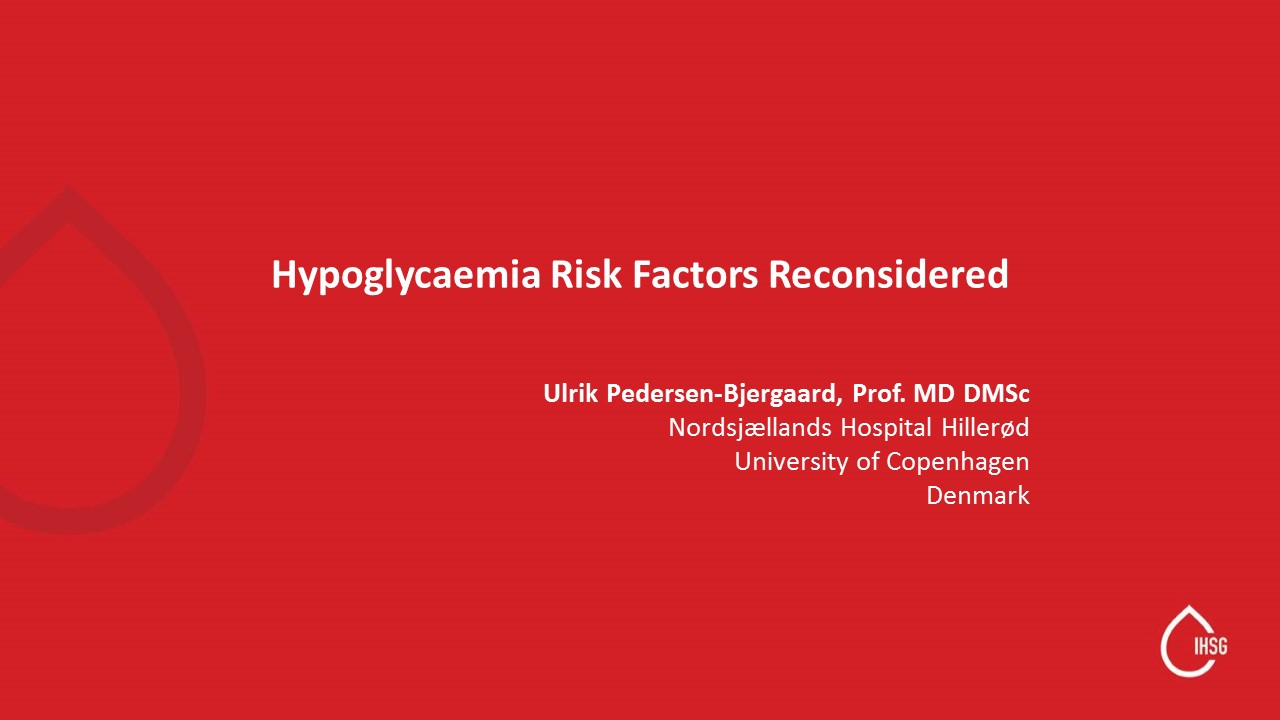 Hypoglycaemia Risk Factors Reconsidered
Ulrik Pedersen-Bjergaard, Prof. MD DMSc
Nordsjællands Hospital Hillerød
University of Copenhagen
Denmark
IHSG